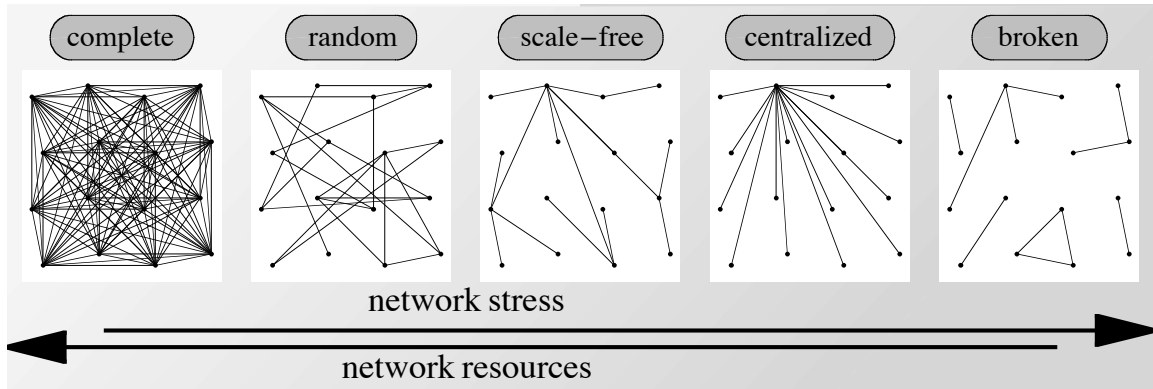 complete
random
scale−free
centralized
broken
network stress
network resources